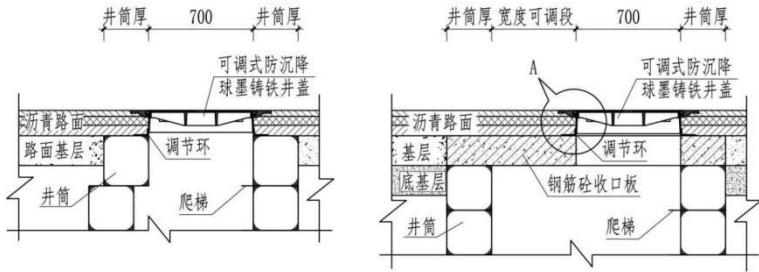 井筒厚 700 井筒厚
可调式防沉降
球墨铸铁井盖
沥青路面
路面基层
调节环
井筒
爬梯
井筒厚 宽度可调段 700 井筒厚
A
可调式防沉降
球墨铸铁井盖
沥青路面
基层
调节环
底基层
钢筋砼收口板
井筒
爬梯